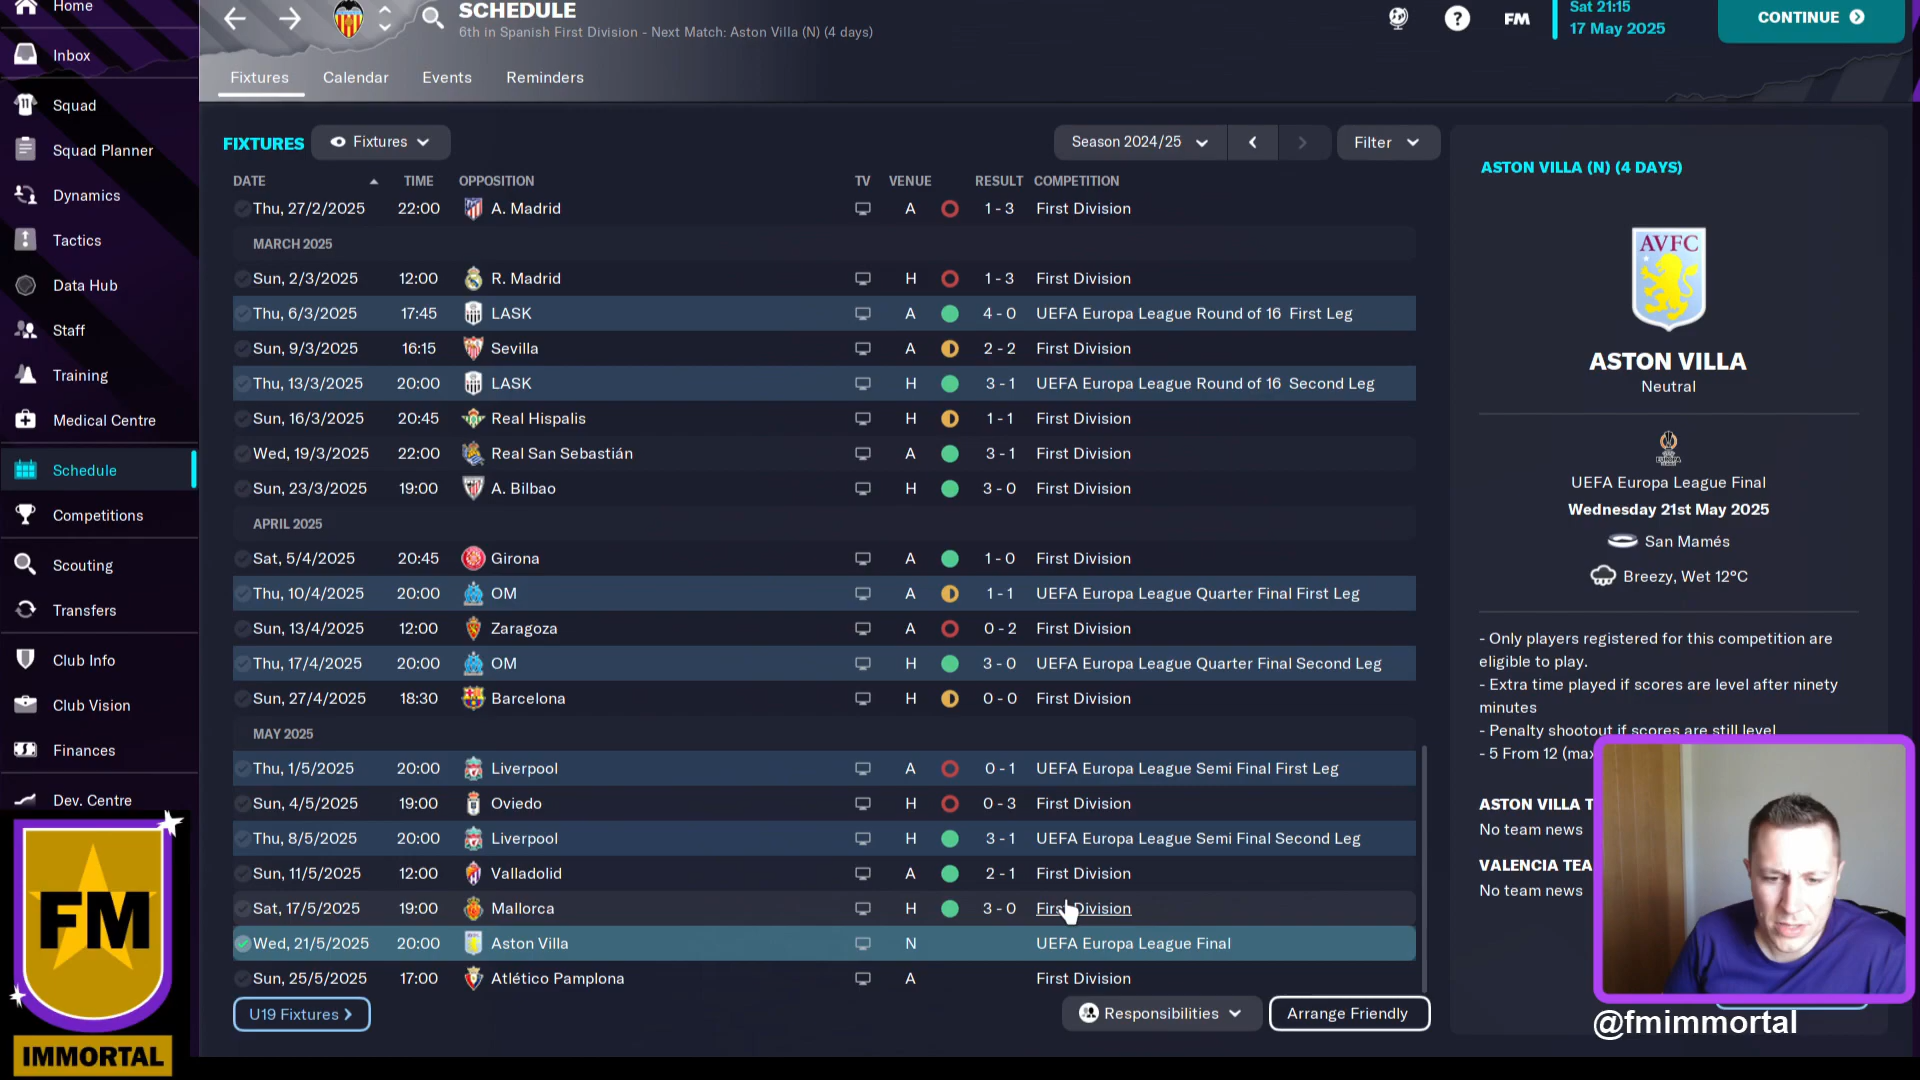 Home
Inbox
Squad
Squad Planner
Dynamics
Tactics
Data Hub
Staff
Training
Medical Centre
Schedule
Competitions
Scouting
Transfers
Club Info
Club Vision
Finances
Dev. Centre
FM
IMMORTAL
SCHEDULE
6th in Spanish First Division - Next Match: Aston Villa (N) (4 days)
FM
Sat 21:15
17 May 2025
CONTINUE
Fixtures Calendar Events Reminders
FIXTURES Fixtures Season 2024/25 Filter
DATE TIME OPPOSITION TV VENUE RESULT COMPETITION
Thu, 27/2/2025 22:00 A. Madrid A 1 - 3 First Division
MARCH 2025
Sun, 2/3/2025 12:00 R. Madrid H 1 - 3 First Division
Thu, 6/3/2025 17:45 LASK A 4 - 0 UEFA Europa League Round of 16 First Leg
Sun, 9/3/2025 16:15 Sevilla A 2 - 2 First Division
Thu, 13/3/2025 20:00 LASK H 3 - 1 UEFA Europa League Round of 16 Second Leg
Sun, 16/3/2025 20:45 Real Hispalis H 1 - 1 First Division
Wed, 19/3/2025 22:00 Real San Sebastián A 3 - 1 First Division
Sun, 23/3/2025 19:00 A. Bilbao H 3 - 0 First Division
APRIL 2025
Sat, 5/4/2025 20:45 Girona A 1 - 0 First Division
Thu, 10/4/2025 20:00 OM A 1 - 1 UEFA Europa League Quarter Final First Leg
Sun, 13/4/2025 12:00 Zaragoza A 0 - 2 First Division
Thu, 17/4/2025 20:00 OM H 3 - 0 UEFA Europa League Quarter Final Second Leg
Sun, 27/4/2025 18:30 Barcelona H 0 - 0 First Division
MAY 2025
Thu, 1/5/2025 20:00 Liverpool A 0 - 1 UEFA Europa League Semi Final First Leg
Sun, 4/5/2025 19:00 Oviedo H 0 - 3 First Division
Thu, 8/5/2025 20:00 Liverpool H 3 - 1 UEFA Europa League Semi Final Second Leg
Sun, 11/5/2025 12:00 Valladolid A 2 - 1 First Division
Sat, 17/5/2025 19:00 Mallorca H 3 - 0 First Division
Wed, 21/5/2025 20:00 Aston Villa N UEFA Europa League Final
Sun, 25/5/2025 17:00 Atlético Pamplona A First Division
U19 Fixtures Responsibilities Arrange Friendly
ASTON VILLA (N) (4 DAYS)
AVFC
ASTON VILLA
Neutral
UEFA Europa League Final
Wednesday 21st May 2025
San Mamés
Breezy, Wet 12°C
- Only players registered for this competition are
eligible to play.
- Extra time played if scores are level after ninety
minutes
- Penalty shootout if scores are still level
- 5 From 12 (max
ASTON VILLA T
No team news
VALENCIA TEA
No team news
@fmimmortal